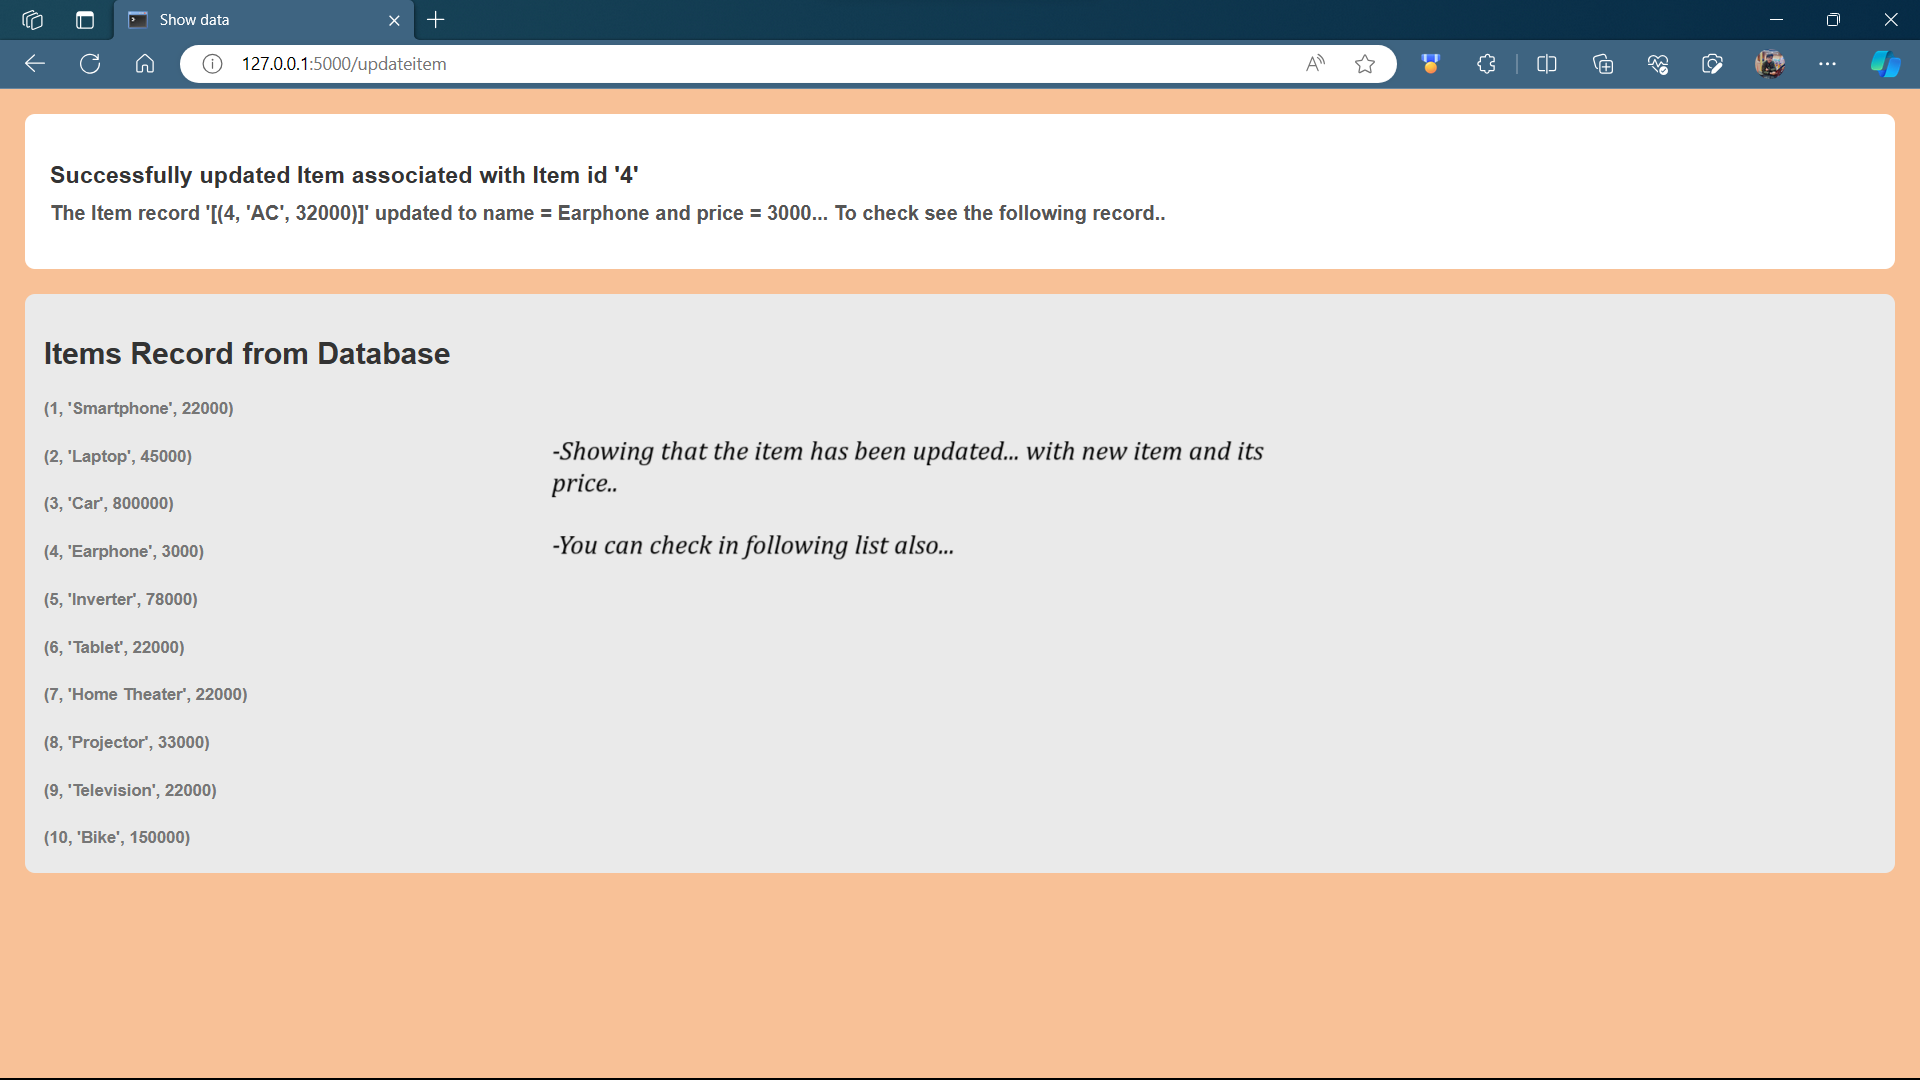 Show data
127.0.0.1:5000/updateitem
Successfully updated Item associated with Item id '4'
The Item record '[(4, 'AC', 32000)]' updated to name = Earphone and price = 3000... To check see the following record..
Items Record from Database
(1, 'Smartphone', 22000)
(2, 'Laptop', 45000)
(3, 'Car', 800000)
(4, 'Earphone', 3000)
(5, 'Inverter', 78000)
(6, 'Tablet', 22000)
(7, 'Home Theater', 22000)
(8, 'Projector', 33000)
(9, 'Television', 22000)
(10, 'Bike', 150000)
-Showing that the item has been updated... with new item and its
price..
-You can check in following list also...